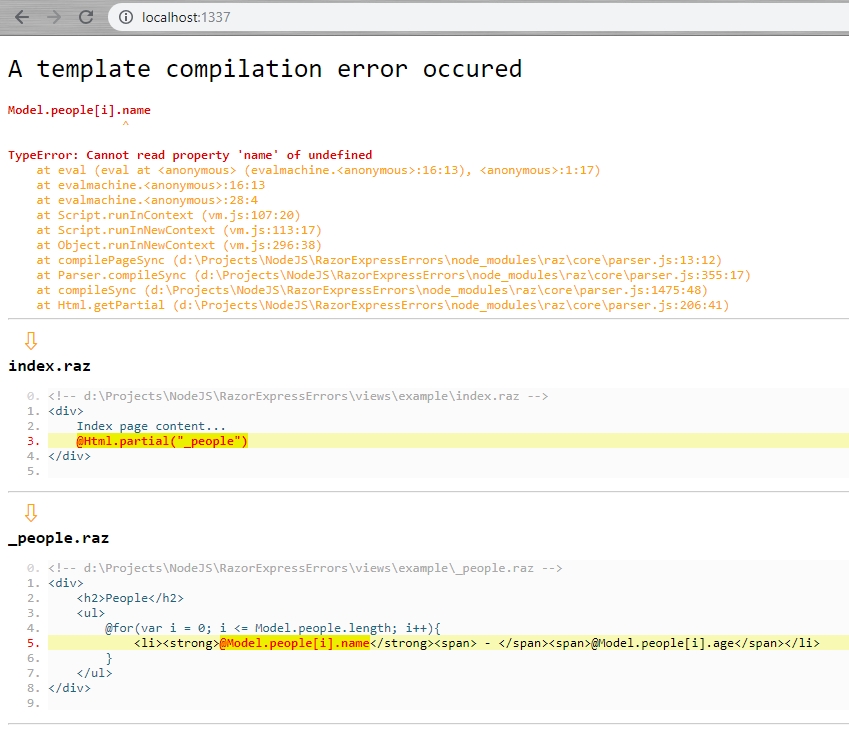 localhost:1337
A template compilation error occured
Model.people[i].name
^
TypeError: Cannot read property 'name' of undefined
    at eval (eval at <anonymous> (evalmachine.<anonymous>:16:13), <anonymous>:1:17)
    at evalmachine.<anonymous>:16:13
    at evalmachine.<anonymous>:28:4
    at Script.runInContext (vm.js:107:20)
    at Script.runInNewContext (vm.js:113:17)
    at Object.runInNewContext (vm.js:296:38)
    at compilePageSync (d:\Projects\NodeJS\RazorExpressErrors\node_modules\raz\core\parser.js:13:12)
    at Parser.compileSync (d:\Projects\NodeJS\RazorExpressErrors\node_modules\raz\core\parser.js:355:17)
    at compileSync (d:\Projects\NodeJS\RazorExpressErrors\node_modules\raz\core\parser.js:1475:48)
    at Html.getPartial (d:\Projects\NodeJS\RazorExpressErrors\node_modules\raz\core\parser.js:206:41)
index.raz
0. <!-- d:\Projects\NodeJS\RazorExpressErrors\views\example\index.raz -->
1. <div>
2.     Index page content...
3.     @Html.partial("_people")
4. </div>
5.
_people.raz
0. <!-- d:\Projects\NodeJS\RazorExpressErrors\views\example\_people.raz -->
1. <div>
2.     <h2>People</h2>
3.     <ul>
4.         @for(var i = 0; i <= Model.people.length; i++){
5.             <li><strong>@Model.people[i].name</strong><span> - </span><span>@Model.people[i].age</span></li>
6.         }
7.     </ul>
8. </div>
9.